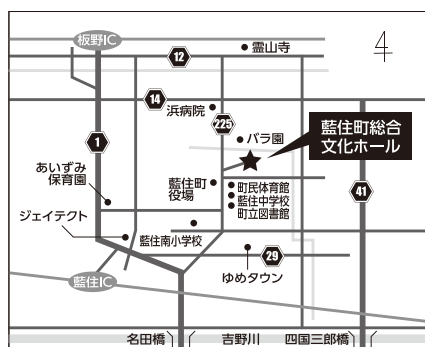 板野IC
霊山寺
12
14
浜病院
225
バラ園
藍住町総合
文化ホール
1
あいずみ
保育園
藍住町
役場
町民体育館
藍住中学校
町立図書館
41
ジェイテクト
藍住南小学校
29
ゆめタウン
藍住IC
名田橋
吉野川
四国三郎橋